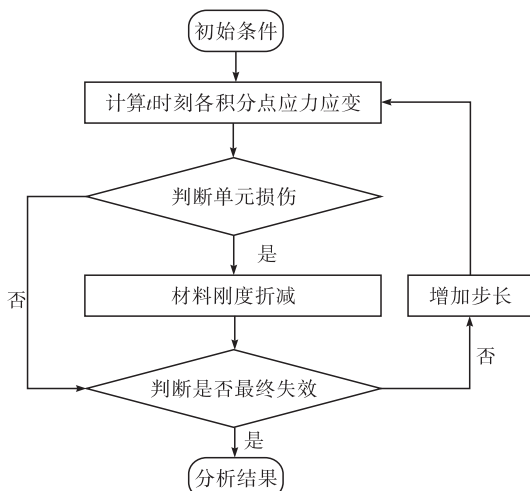 初始条件
计算t时刻各积分点应力应变
判断单元损伤
是
材料刚度折减
增加步长
否
否
判断是否最终失效
是
分析结果